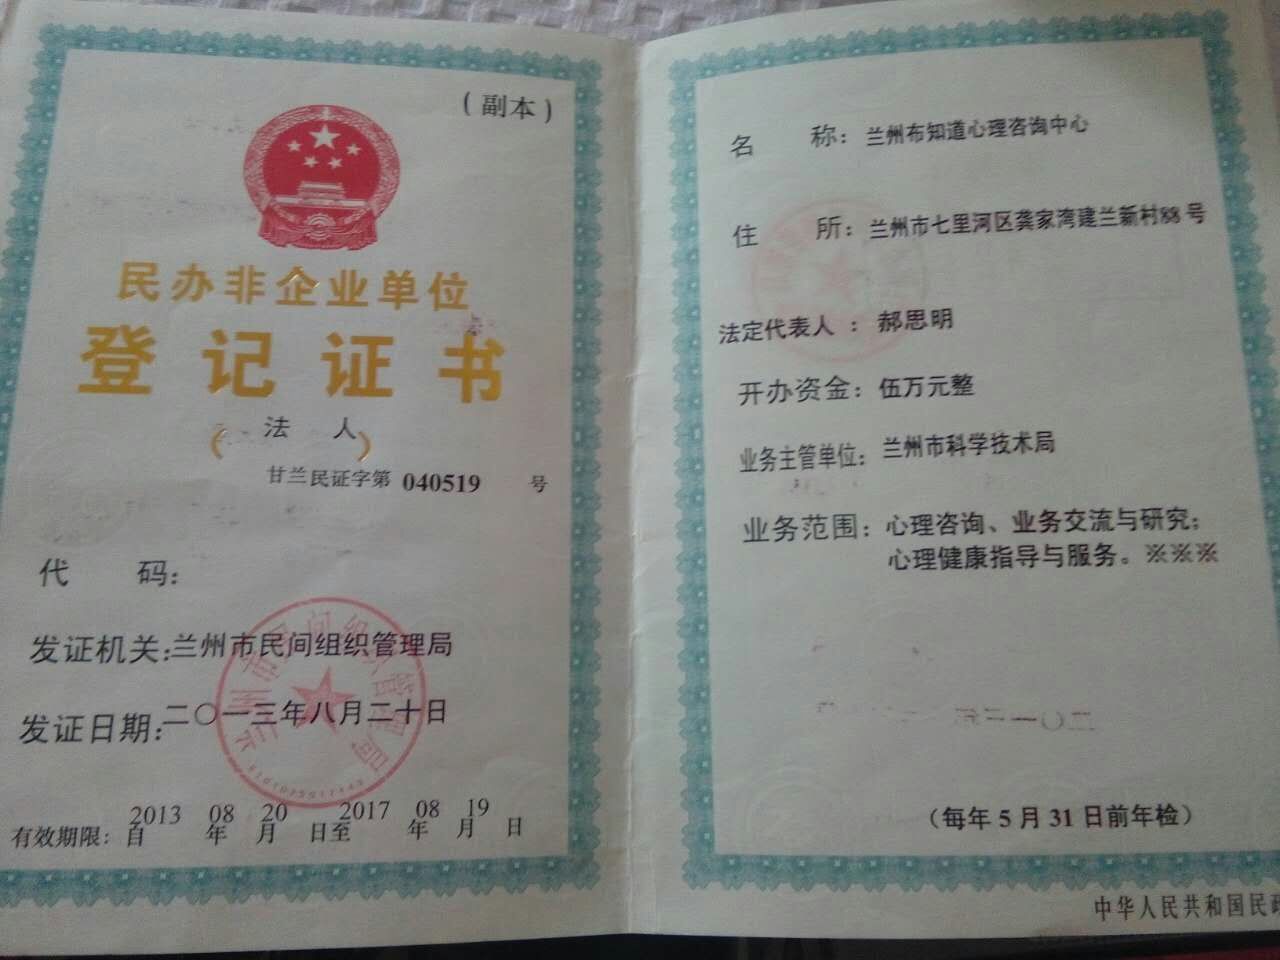 (副本)
民办非企业单位
登记证书
(法人)
甘兰民证字第 040519 号
代 码:
发证机关:兰州市民间组织管理局
发证日期:二〇一三年八月二十日
有效期限:自 2013 年 08 月 20 日至 2017 年 08 月 19 日
名 称:兰州布知道心理咨询中心
住 所:兰州市七里河区龚家湾建兰新村88号
法定代表人:郝思明
开办资金:伍万元整
业务主管单位:兰州市科学技术局
业务范围:心理咨询、业务交流与研究;
心理健康指导与服务。※※※
(每年5月31日前年检)
中华人民共和国民政